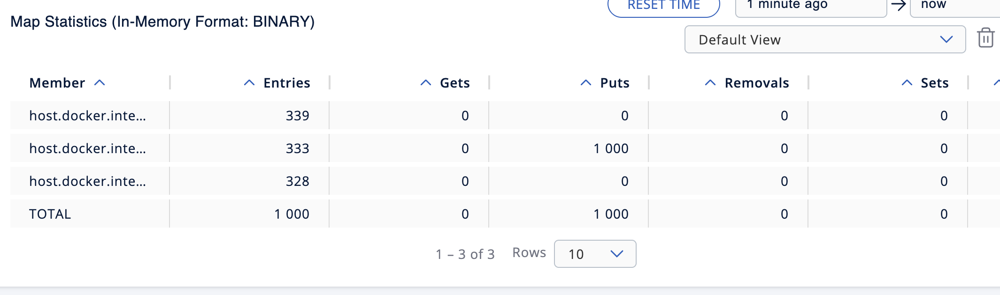 RESET TIME 1 minute ago → now
Map Statistics (In-Memory Format: BINARY)
Default View
Member Entries Gets Puts Removals Sets
host.docker.inte... 339 0 0 0 0
host.docker.inte... 333 0 1 000 0 0
host.docker.inte... 328 0 0 0 0
TOTAL 1 000 0 1 000 0 0
1 – 3 of 3 Rows 10